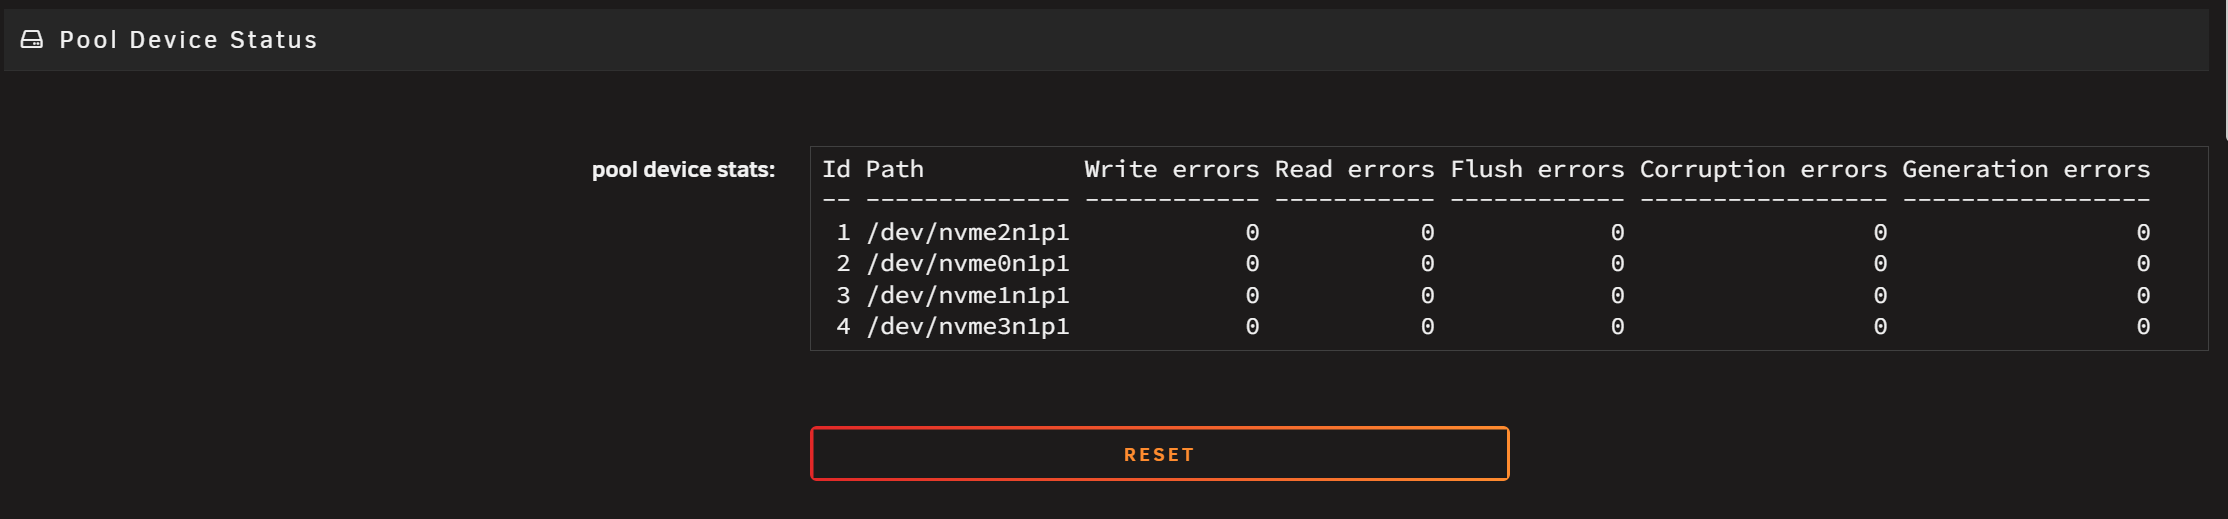 Pool Device Status
pool device stats:
Id Path           Write errors Read errors Flush errors Corruption errors Generation errors
-- -------------- ------------ ----------- ------------ ----------------- -----------------
 1 /dev/nvme2n1p1            0           0            0                 0                 0
 2 /dev/nvme0n1p1            0           0            0                 0                 0
 3 /dev/nvme1n1p1            0           0            0                 0                 0
 4 /dev/nvme3n1p1            0           0            0                 0                 0
RESET